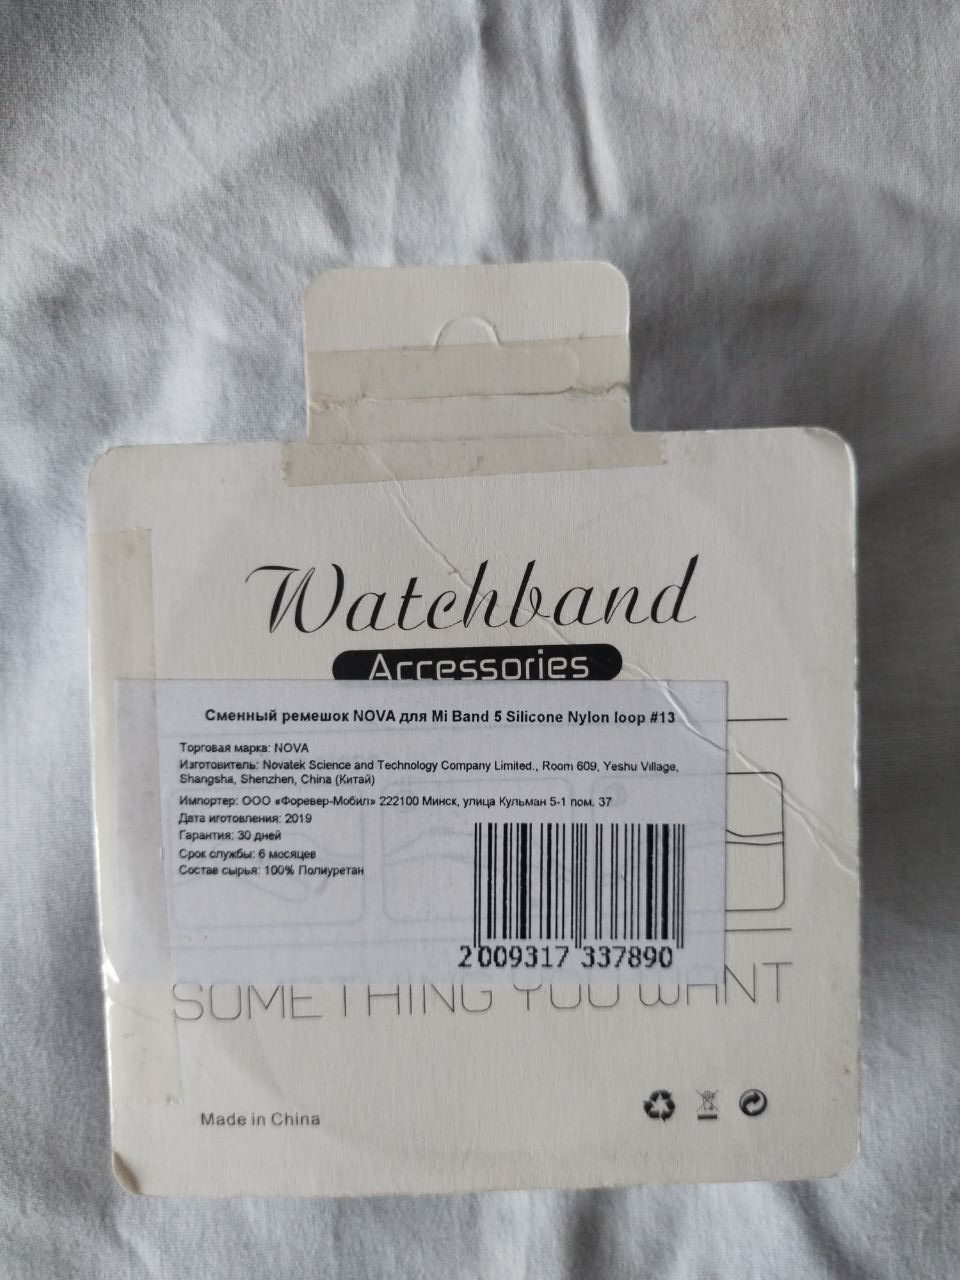 Watchband
Accessories
Сменный ремешок NOVA для Mi Band 5 Silicone Nylon loop #13
Торговая марка: NOVA
Изготовитель: Novatek Science and Technology Company Limited., Room 609, Yeshu Village,
Shangsha, Shenzhen, China (Китай)
Импортер: ООО «Форевер-Мобил» 222100 Минск, улица Кульман 5-1 пом. 37
Дата иготовления: 2019
Гарантия: 30 дней
Срок службы: 6 месяцев
Состав сырья: 100% Полиуретан
2 009317 337890
SOMETHING YOU WANT
Made in China